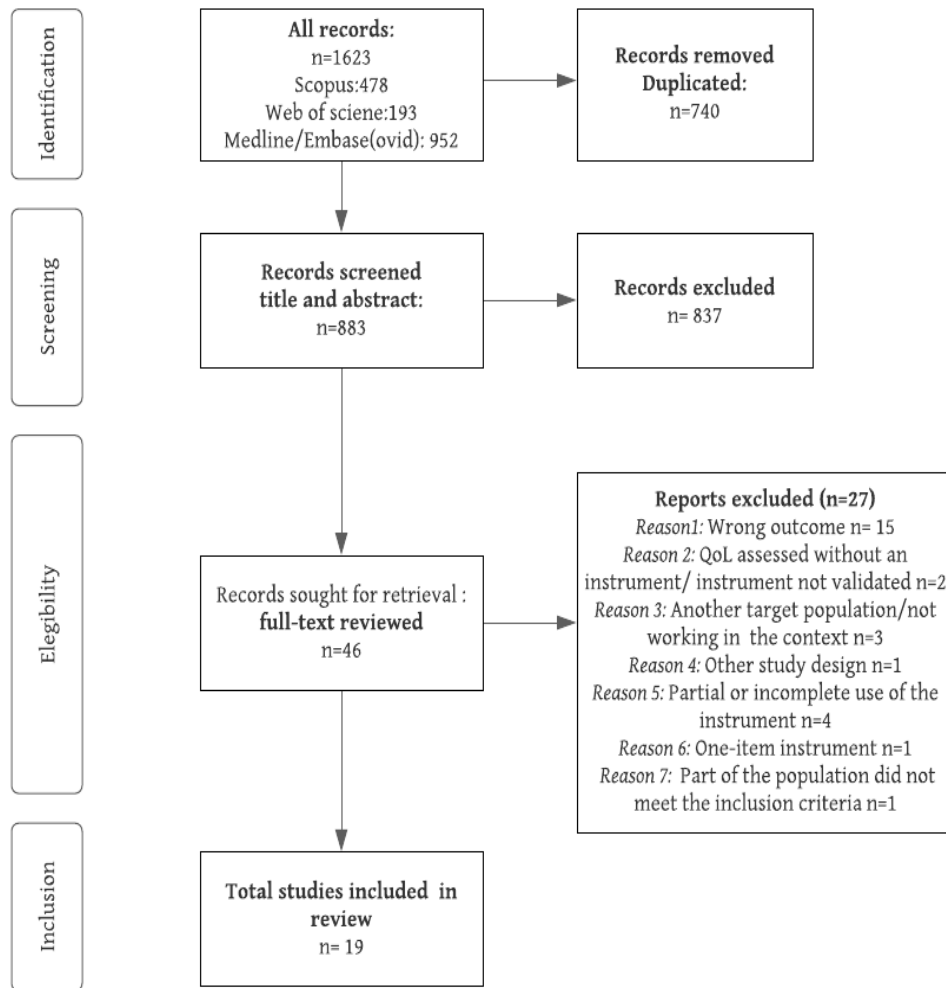 Identification
All records:
n=1623
Scopus:478
Web of sciene:193
Medline/Embase(ovid): 952
Records removed
Duplicated:
n=740
Screening
Records screened
title and abstract:
n=883
Records excluded
n= 837
Elegibility
Records sought for retrieval :
full-text reviewed
n=46
Reports excluded (n=27)
Reason1: Wrong outcome n= 15
Reason 2: QoL assessed without an
instrument/ instrument not validated n=2
Reason 3: Another target population/not
working in the context n=3
Reason 4: Other study design n=1
Reason 5: Partial or incomplete use of the
instrument n=4
Reason 6: One-item instrument n=1
Reason 7: Part of the population did not
meet the inclusion criteria n=1
Inclusion
Total studies included in
review
n= 19